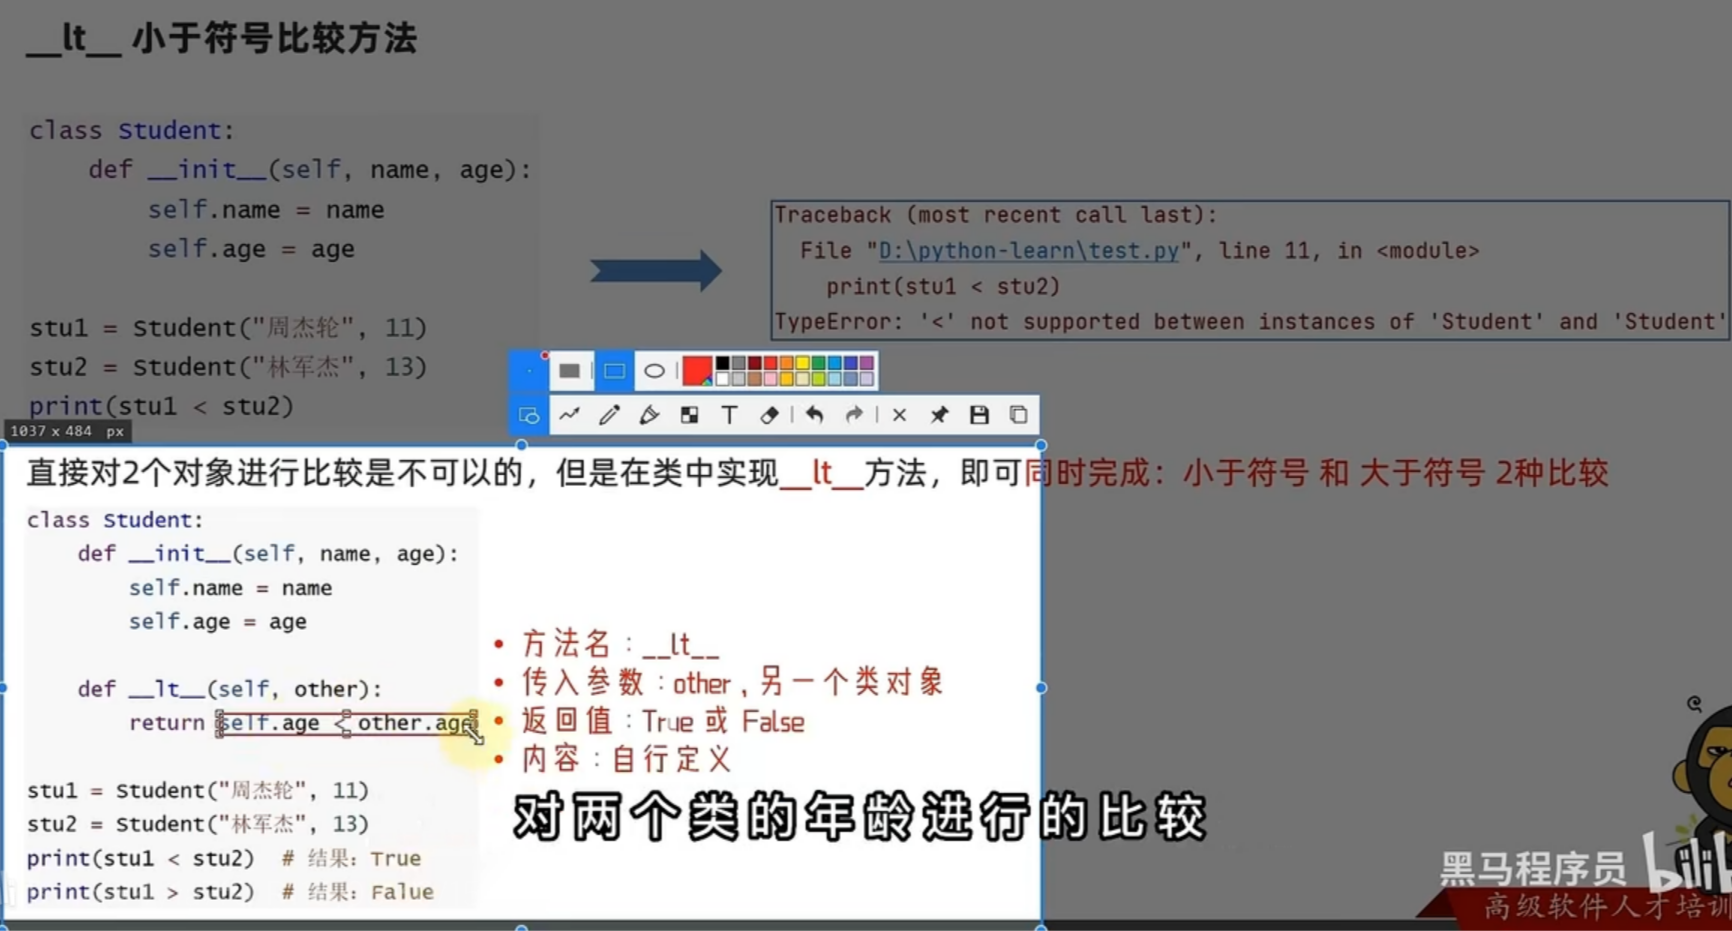 __lt__ 小于符号比较方法
class Student:
    def __init__(self, name, age):
        self.name = name
        self.age = age
stu1 = Student("周杰轮", 11)
stu2 = Student("林军杰", 13)
print(stu1 < stu2)
Traceback (most recent call last):
  File "D:\python-learn\test.py", line 11, in <module>
    print(stu1 < stu2)
TypeError: '<' not supported between instances of 'Student' and 'Student'
1037 x 484 px
T
直接对2个对象进行比较是不可以的，但是在类中实现__lt__方法，即可同时完成：小于符号 和 大于符号 2种比较
class Student:
    def __init__(self, name, age):
        self.name = name
        self.age = age
    def __lt__(self, other):
        return self.age < other.age
stu1 = Student("周杰轮", 11)
stu2 = Student("林军杰", 13)
print(stu1 < stu2)  # 结果：True
print(stu1 > stu2)  # 结果：Falue
• 方法名：__lt__
• 传入参数：other，另一个类对象
• 返回值：True 或 False
• 内容：自行定义
对两个类的年龄进行的比较
黑马程序员
高级软件人才培训